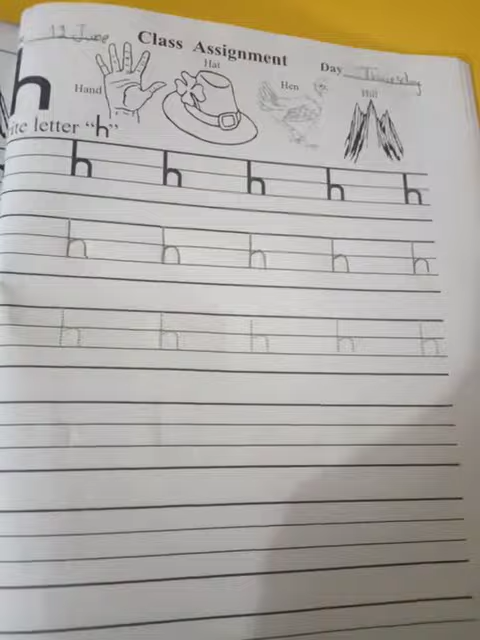 12 June Class Assignment Day Thursday
h Hand Hat Hen Hill
ite letter "h"
h h h h h
h h h h h
h h h h h